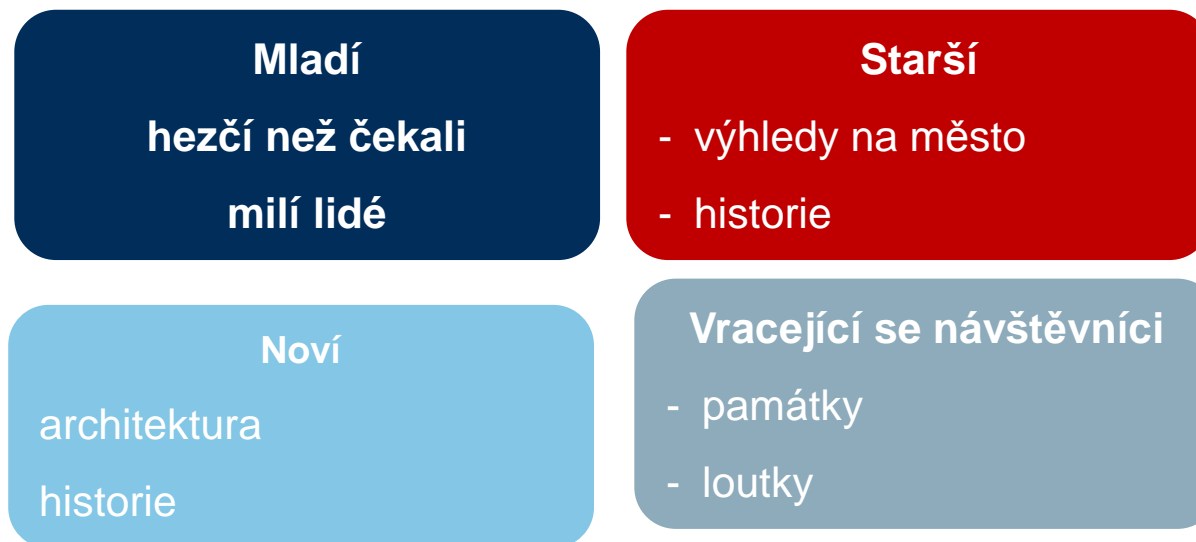 Mladí
hezčí než čekali
milí lidé
Starší
- výhledy na město
- historie
Noví
architektura
historie
Vracející se návštěvníci
- památky
- loutky